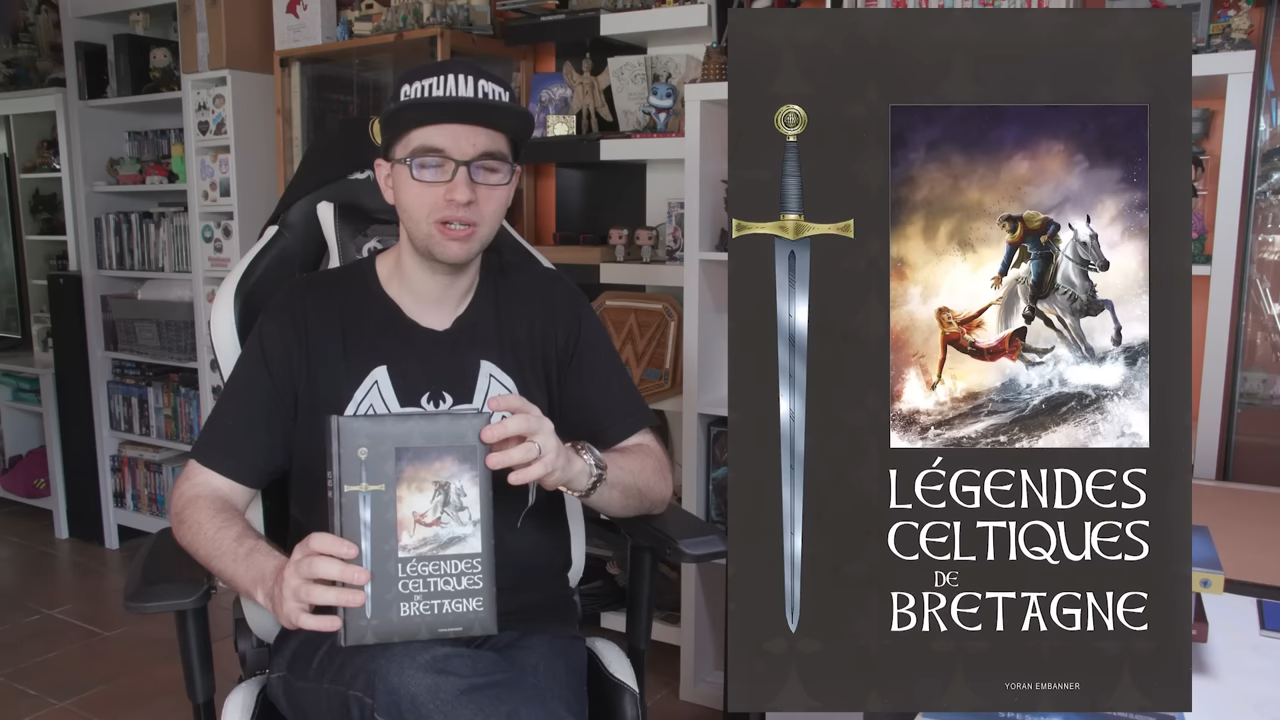 GOTHAM CITY
LÉGENDES
CELTIQUES
DE
BRETAGNE
LÉGENDES
CELTIQUES
DE
BRETAGNE
YORAN EMBANNER